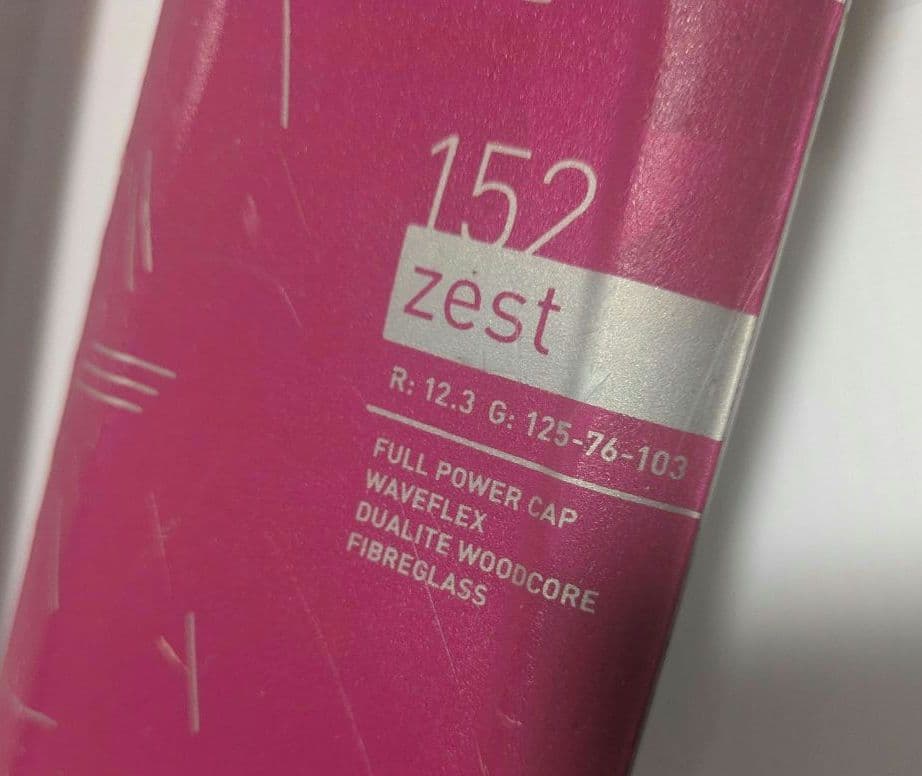 152
zest
R: 12.3 G: 125-76-103
FULL POWER CAP
WAVEFLEX
DUALITE WOODCORE
FIBREGLASS